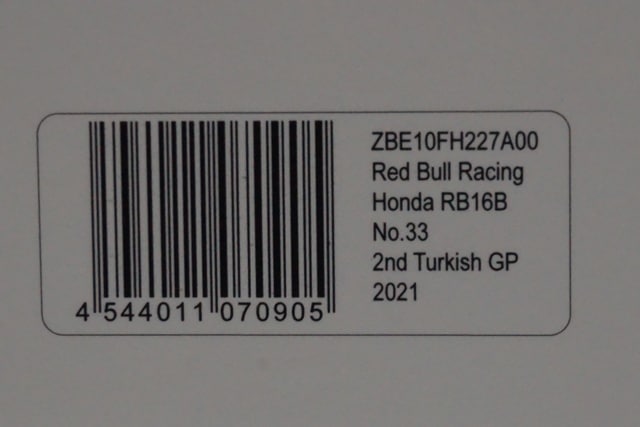 ZBE10FH227A00
Red Bull Racing
Honda RB16B
No.33
2nd Turkish GP
2021
4 544011 070905